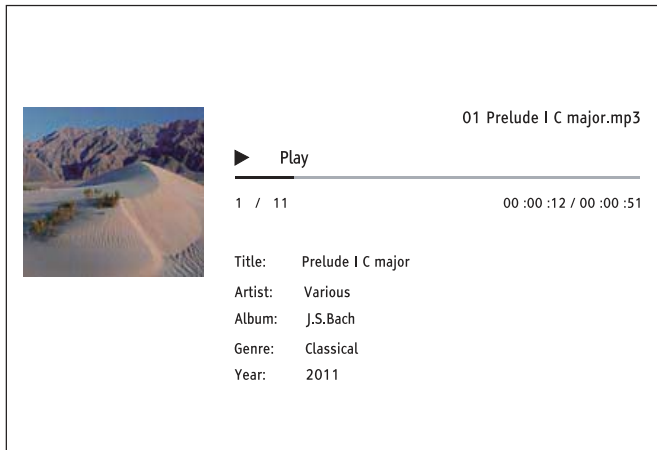 01 Prelude I C major.mp3
Play
1 / 11 00 :00 :12 / 00 :00 :51
Title: Prelude I C major
Artist: Various
Album: J.S.Bach
Genre: Classical
Year: 2011